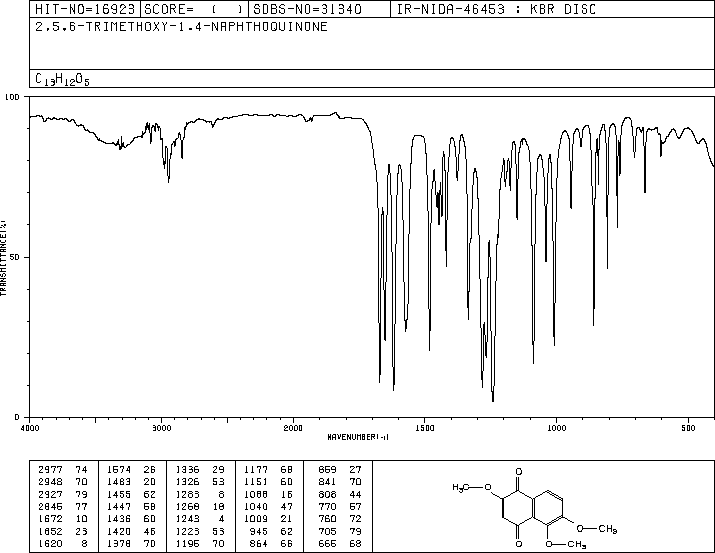 HIT-NO=16923 SCORE= ( ) SDBS-NO=31340 IR-NIDA-46453 : KBR DISC
2,5,6-TRIMETHOXY-1,4-NAPHTHOQUINONE
C13H12O5
100
50
0
TRANSMITTANCE(%)
4000 3000 2000 1500 1000 500
WAVENUMBER(-1)
2977 74 1574 26 1336 29 1177 68 859 27
2948 70 1483 20 1326 53 1151 60 841 70
2927 79 1455 62 1283 8 1088 16 808 44
2845 77 1447 58 1268 18 1040 47 770 57
1672 10 1436 60 1243 4 1009 21 760 72
1652 23 1420 46 1223 53 945 62 705 79
1620 8 1378 70 1195 70 864 66 665 68
O
H3C O
O CH3
O O CH3